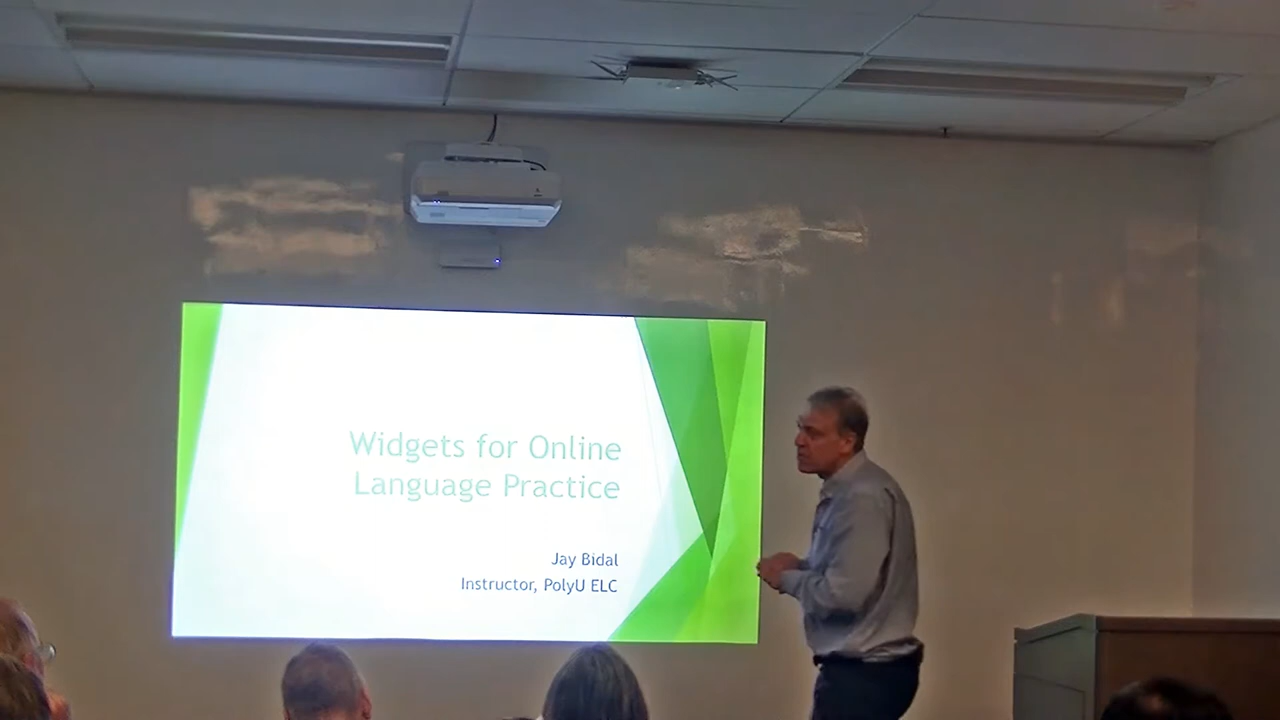 Widgets for Online
Language Practice
Jay Bidal
Instructor, PolyU ELC